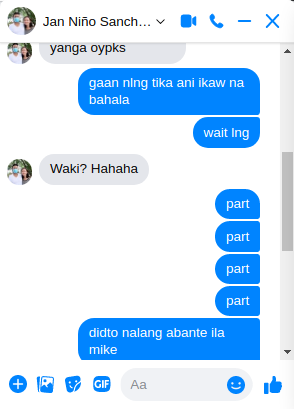 Jan Niño Sanch...
yanga oypks
gaan nlng tika ani ikaw na
bahala
wait lng
Waki? Hahaha
part
part
part
part
didto nalang abante ila
mike
GIF
Aa